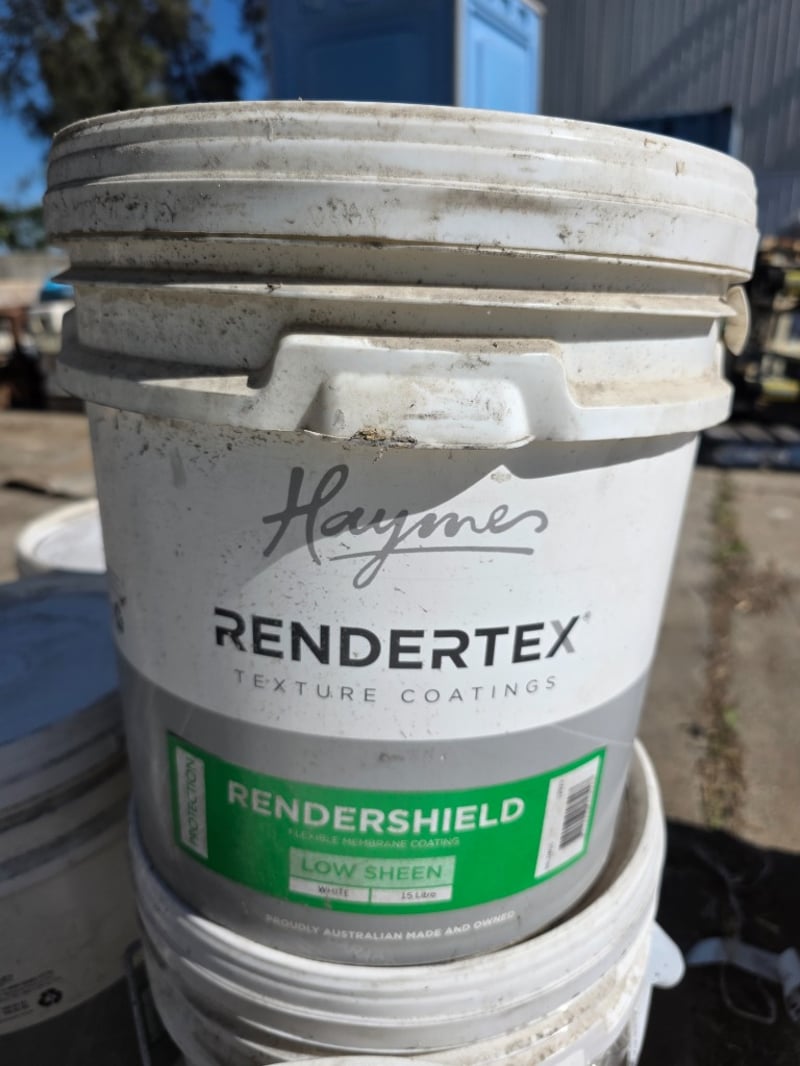 Haymes
RENDERTEX
TEXTURE COATINGS
PROTECTION
RENDERSHIELD
FLEXIBLE MEMBRANE COATING
LOW SHEEN
WHITE
15 Litre
PROUDLY AUSTRALIAN MADE AND OWNED